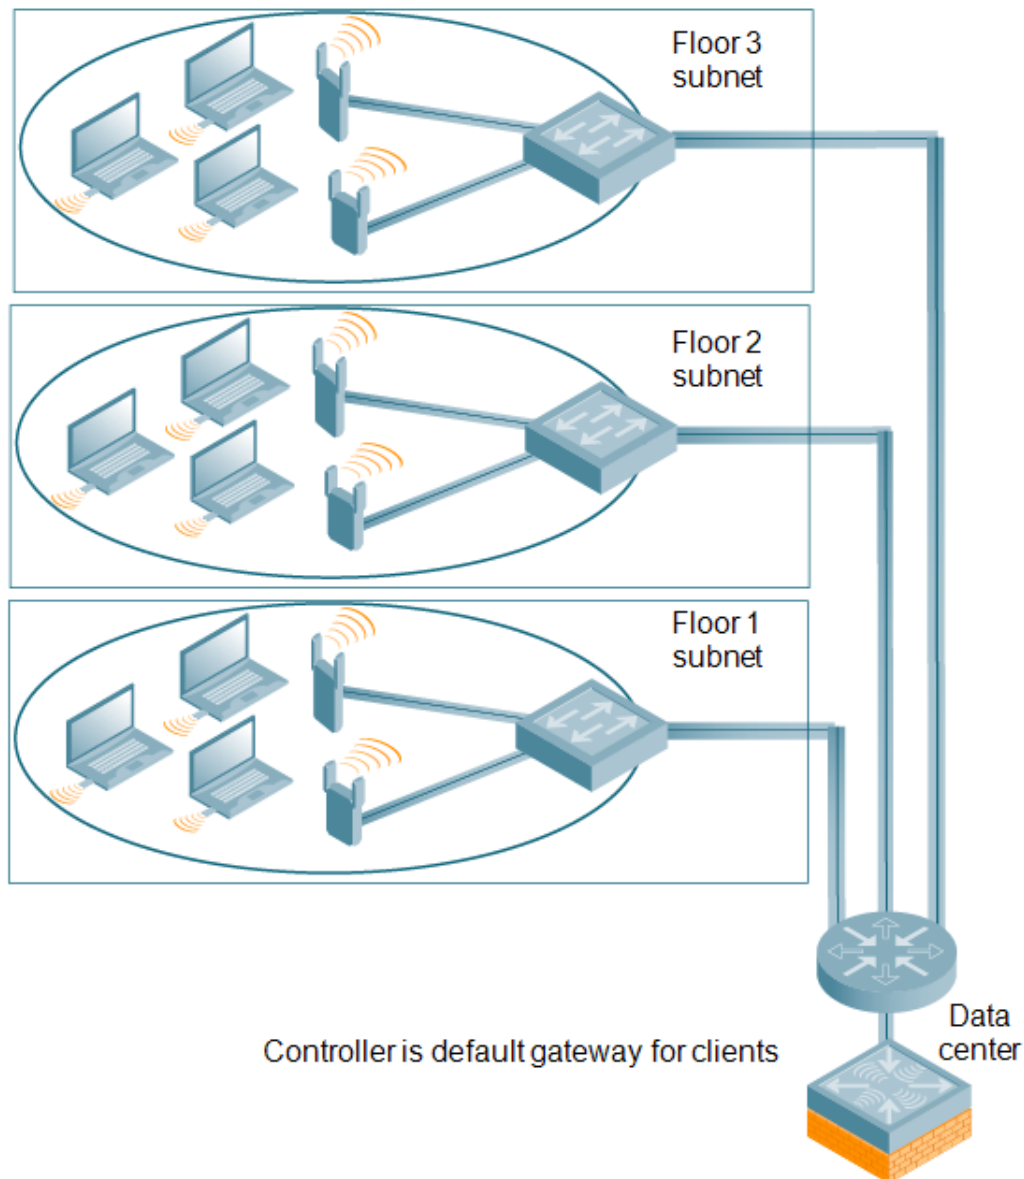 Floor 3
subnet
Floor 2
subnet
Floor 1
subnet
Data
center
Controller is default gateway for clients